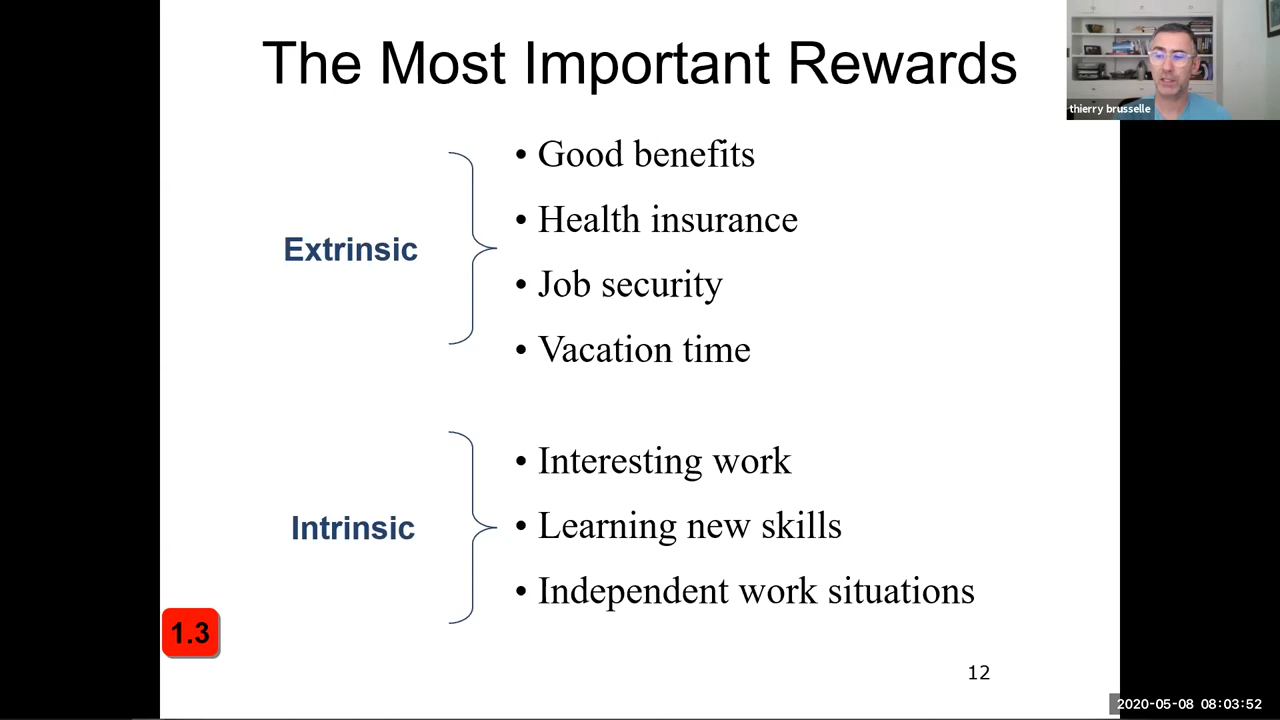 The Most Important Rewards
thierry brusselle
Extrinsic
• Good benefits
• Health insurance
• Job security
• Vacation time
Intrinsic
• Interesting work
• Learning new skills
• Independent work situations
1.3
12
2020-05-08 08:03:52